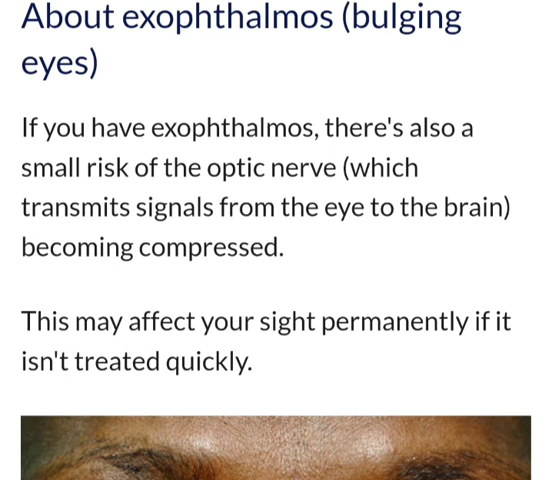 About exophthalmos (bulging
eyes)
If you have exophthalmos, there's also a
small risk of the optic nerve (which
transmits signals from the eye to the brain)
becoming compressed.
This may affect your sight permanently if it
isn't treated quickly.